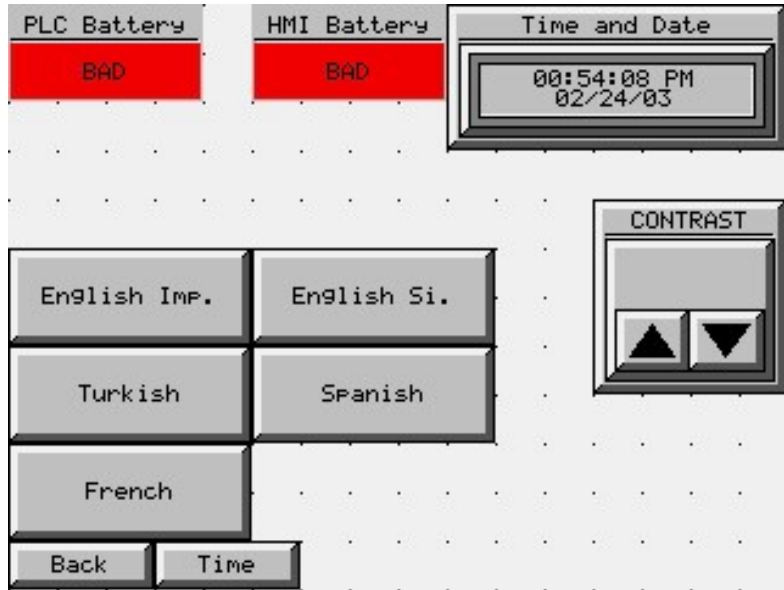 PLC Battery
HMI Battery
Time and Date
BAD
BAD
00:54:08 PM
02/24/03
CONTRAST
English Imp.
English Si.
Turkish
Spanish
French
Back
Time